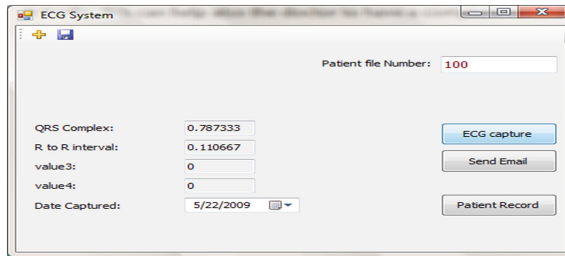 ECG System
Patient file Number: 100
QRS Complex: 0.787333
R to R interval: 0.110667
value3: 0
value4: 0
Date Captured: 5/22/2009
ECG capture
Send Email
Patient Record